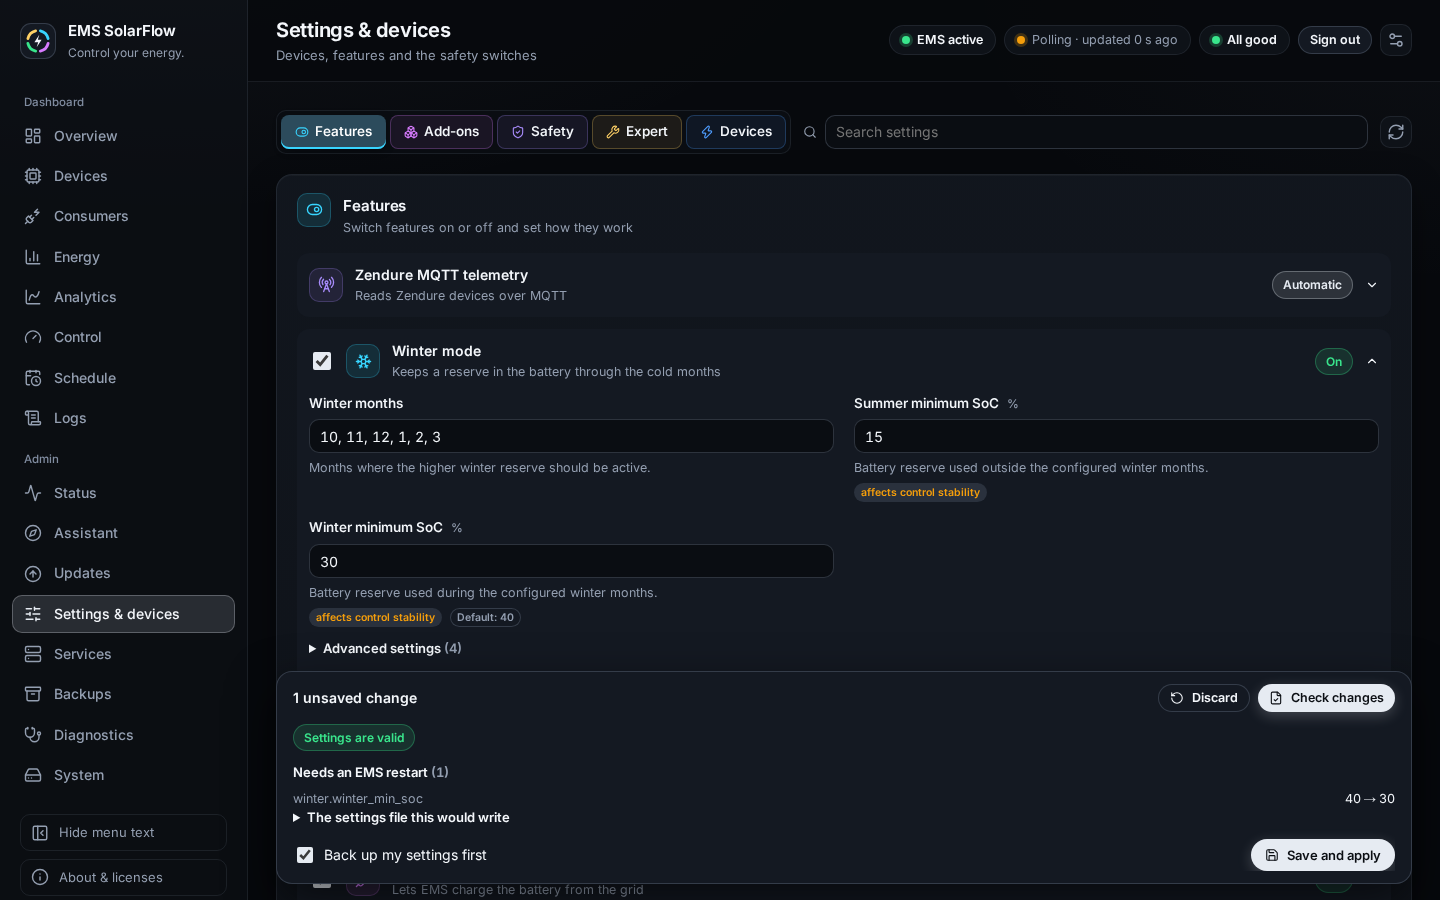 EMS SolarFlow
Control your energy.
Dashboard
Overview
Devices
Consumers
Energy
Analytics
Control
Schedule
Logs
Admin
Status
Assistant
Updates
Settings & devices
Services
Backups
Diagnostics
System
Hide menu text
About & licenses
Settings & devices
Devices, features and the safety switches
EMS active
Polling · updated 0 s ago
All good
Sign out
Features
Add-ons
Safety
Expert
Devices
Search settings
Features
Switch features on or off and set how they work
Zendure MQTT telemetry
Reads Zendure devices over MQTT
Automatic
Winter mode
Keeps a reserve in the battery through the cold months
On
Winter months
10, 11, 12, 1, 2, 3
Months where the higher winter reserve should be active.
Summer minimum SoC %
15
Battery reserve used outside the configured winter months.
affects control stability
Winter minimum SoC %
30
Battery reserve used during the configured winter months.
affects control stability
Default: 40
Advanced settings (4)
1 unsaved change
Discard
Check changes
Settings are valid
Needs an EMS restart (1)
winter.winter_min_soc
40 → 30
The settings file this would write
Back up my settings first
Save and apply
Lets EMS charge the battery from the grid